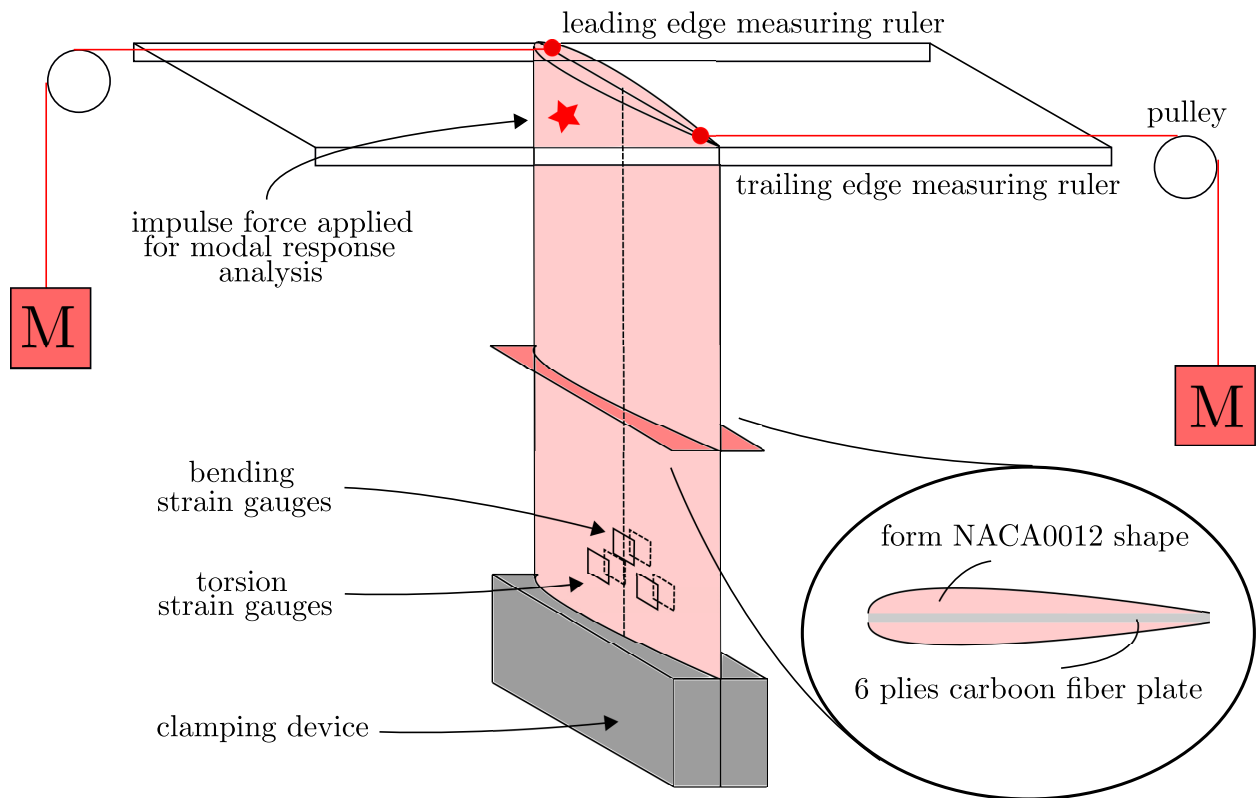 leading edge measuring ruler
pulley
trailing edge measuring ruler
impulse force applied
for modal response
analysis
M
M
bending
strain gauges
form NACA0012 shape
torsion
strain gauges
6 plies carboon fiber plate
clamping device